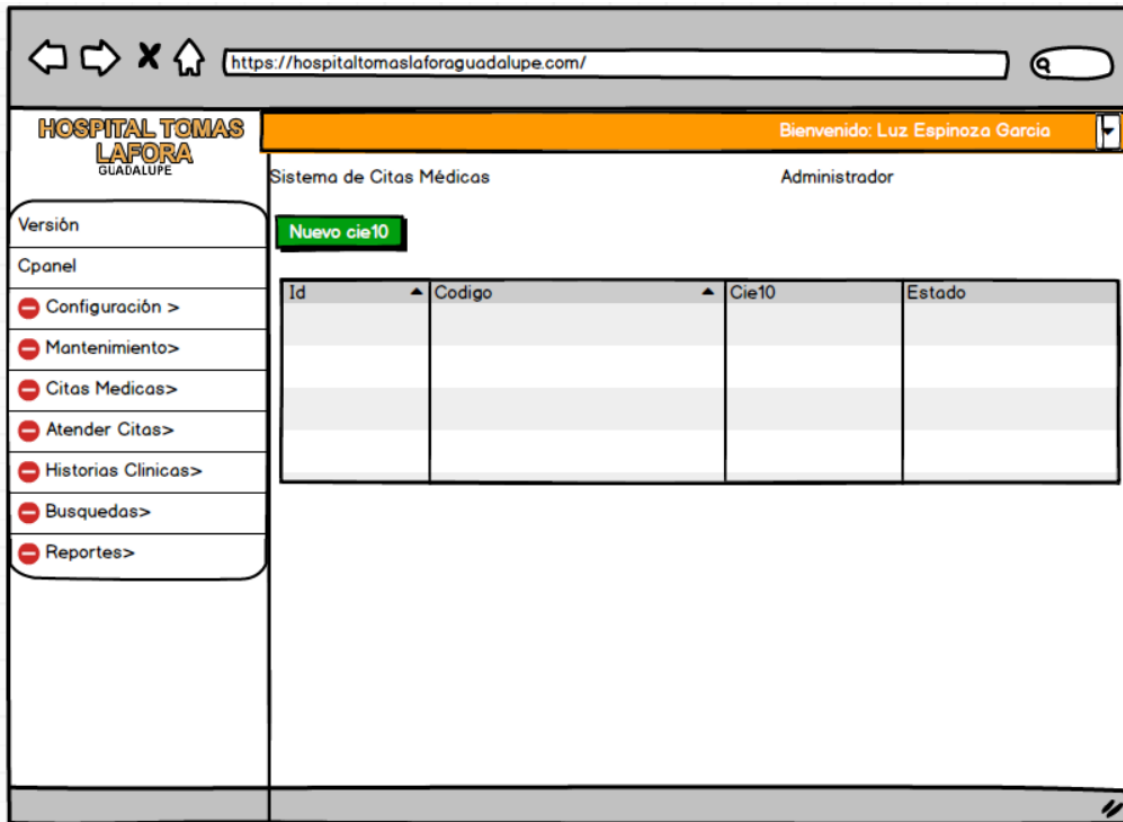 https://hospitaltomaslaforaguadalupe.com/
HOSPITAL TOMAS
LAFORA
GUADALUPE
Bienvenido: Luz Espinoza Garcia
Sistema de Citas Médicas
Administrador
Versión
Cpanel
Configuración >
Mantenimiento>
Citas Medicas>
Atender Citas>
Historias Clinicas>
Busquedas>
Reportes>
Nuevo cie10
Id Codigo Cie10 Estado